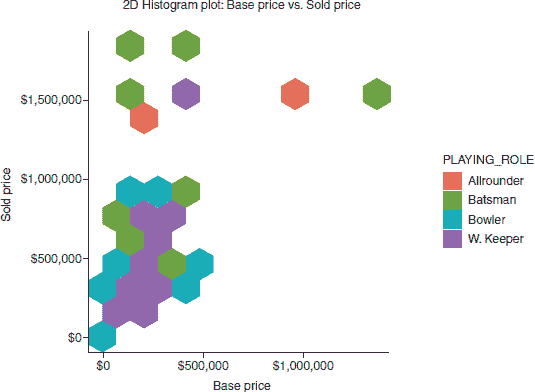 2D Histogram plot: Base price vs. Sold price
$1,500,000
$1,000,000
$500,000
$0
Sold price
$0 $500,000 $1,000,000
Base price
PLAYING_ROLE
Allrounder
Batsman
Bowler
W. Keeper